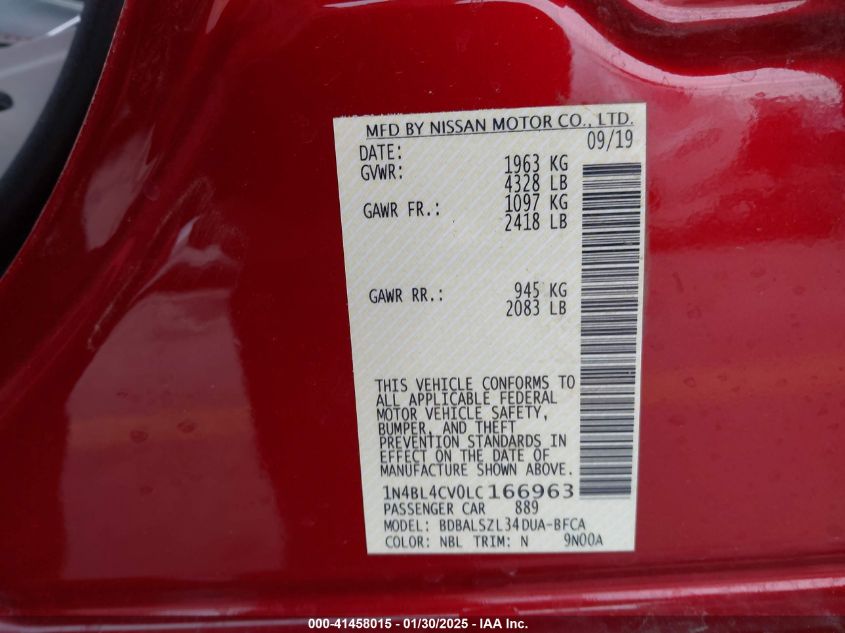 MFD BY NISSAN MOTOR CO., LTD.
DATE: 09/19
GVWR: 1963 KG
4328 LB
GAWR FR.: 1097 KG
2418 LB
GAWR RR.: 945 KG
2083 LB
THIS VEHICLE CONFORMS TO
ALL APPLICABLE FEDERAL
MOTOR VEHICLE SAFETY,
BUMPER, AND THEFT
PREVENTION STANDARDS IN
EFFECT ON THE DATE OF
MANUFACTURE SHOWN ABOVE.
1N4BL4CV0LC166963
PASSENGER CAR 889
MODEL: BDBALSZL34DUA-BFCA
COLOR: NBL TRIM: N 9N00A
000-41458015 - 01/30/2025 - IAA Inc.